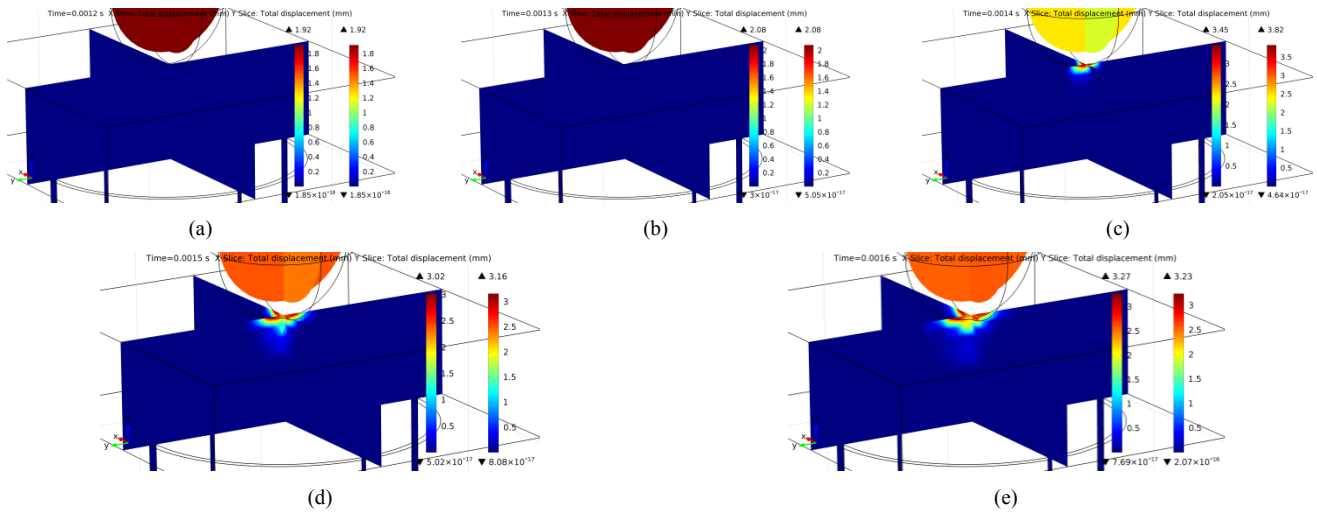 Time=0.0012 s X Slice: Total displacement (mm) Y Slice: Total displacement (mm)
▲ 1.92 ▲ 1.92
1.8 1.8
1.6 1.6
1.4 1.4
1.2 1.2
1 1
0.8 0.8
0.6 0.6
0.4 0.4
0.2 0.2
▼ 1.85×10⁻¹⁸ ▼ 1.85×10⁻¹⁸
x
y
(a)
Time=0.0013 s X Slice: Total displacement (mm) Y Slice: Total displacement (mm)
▲ 2.08 ▲ 2.08
2 2
1.8 1.8
1.6 1.6
1.4 1.4
1.2 1.2
1 1
0.8 0.8
0.6 0.6
0.4 0.4
0.2 0.2
▼ 3×10⁻¹⁷ ▼ 5.05×10⁻¹⁷
x
y
(b)
Time=0.0014 s X Slice: Total displacement (mm) Y Slice: Total displacement (mm)
▲ 3.45 ▲ 3.82
3 3.5
2.5 3
2 2.5
1.5 2
1 1.5
0.5 1
0.5
▼ 2.05×10⁻¹⁷ ▼ 4.64×10⁻¹⁷
x
y
(c)
Time=0.0015 s X Slice: Total displacement (mm) Y Slice: Total displacement (mm)
▲ 3.02 ▲ 3.16
3 3
2.5 2.5
2 2
1.5 1.5
1 1
0.5 0.5
▼ 5.02×10⁻¹⁷ ▼ 8.08×10⁻¹⁷
x
y
(d)
Time=0.0016 s X Slice: Total displacement (mm) Y Slice: Total displacement (mm)
▲ 3.27 ▲ 3.23
3 3
2.5 2.5
2 2
1.5 1.5
1 1
0.5 0.5
▼ 7.69×10⁻¹⁷ ▼ 2.07×10⁻¹⁶
x
y
(e)